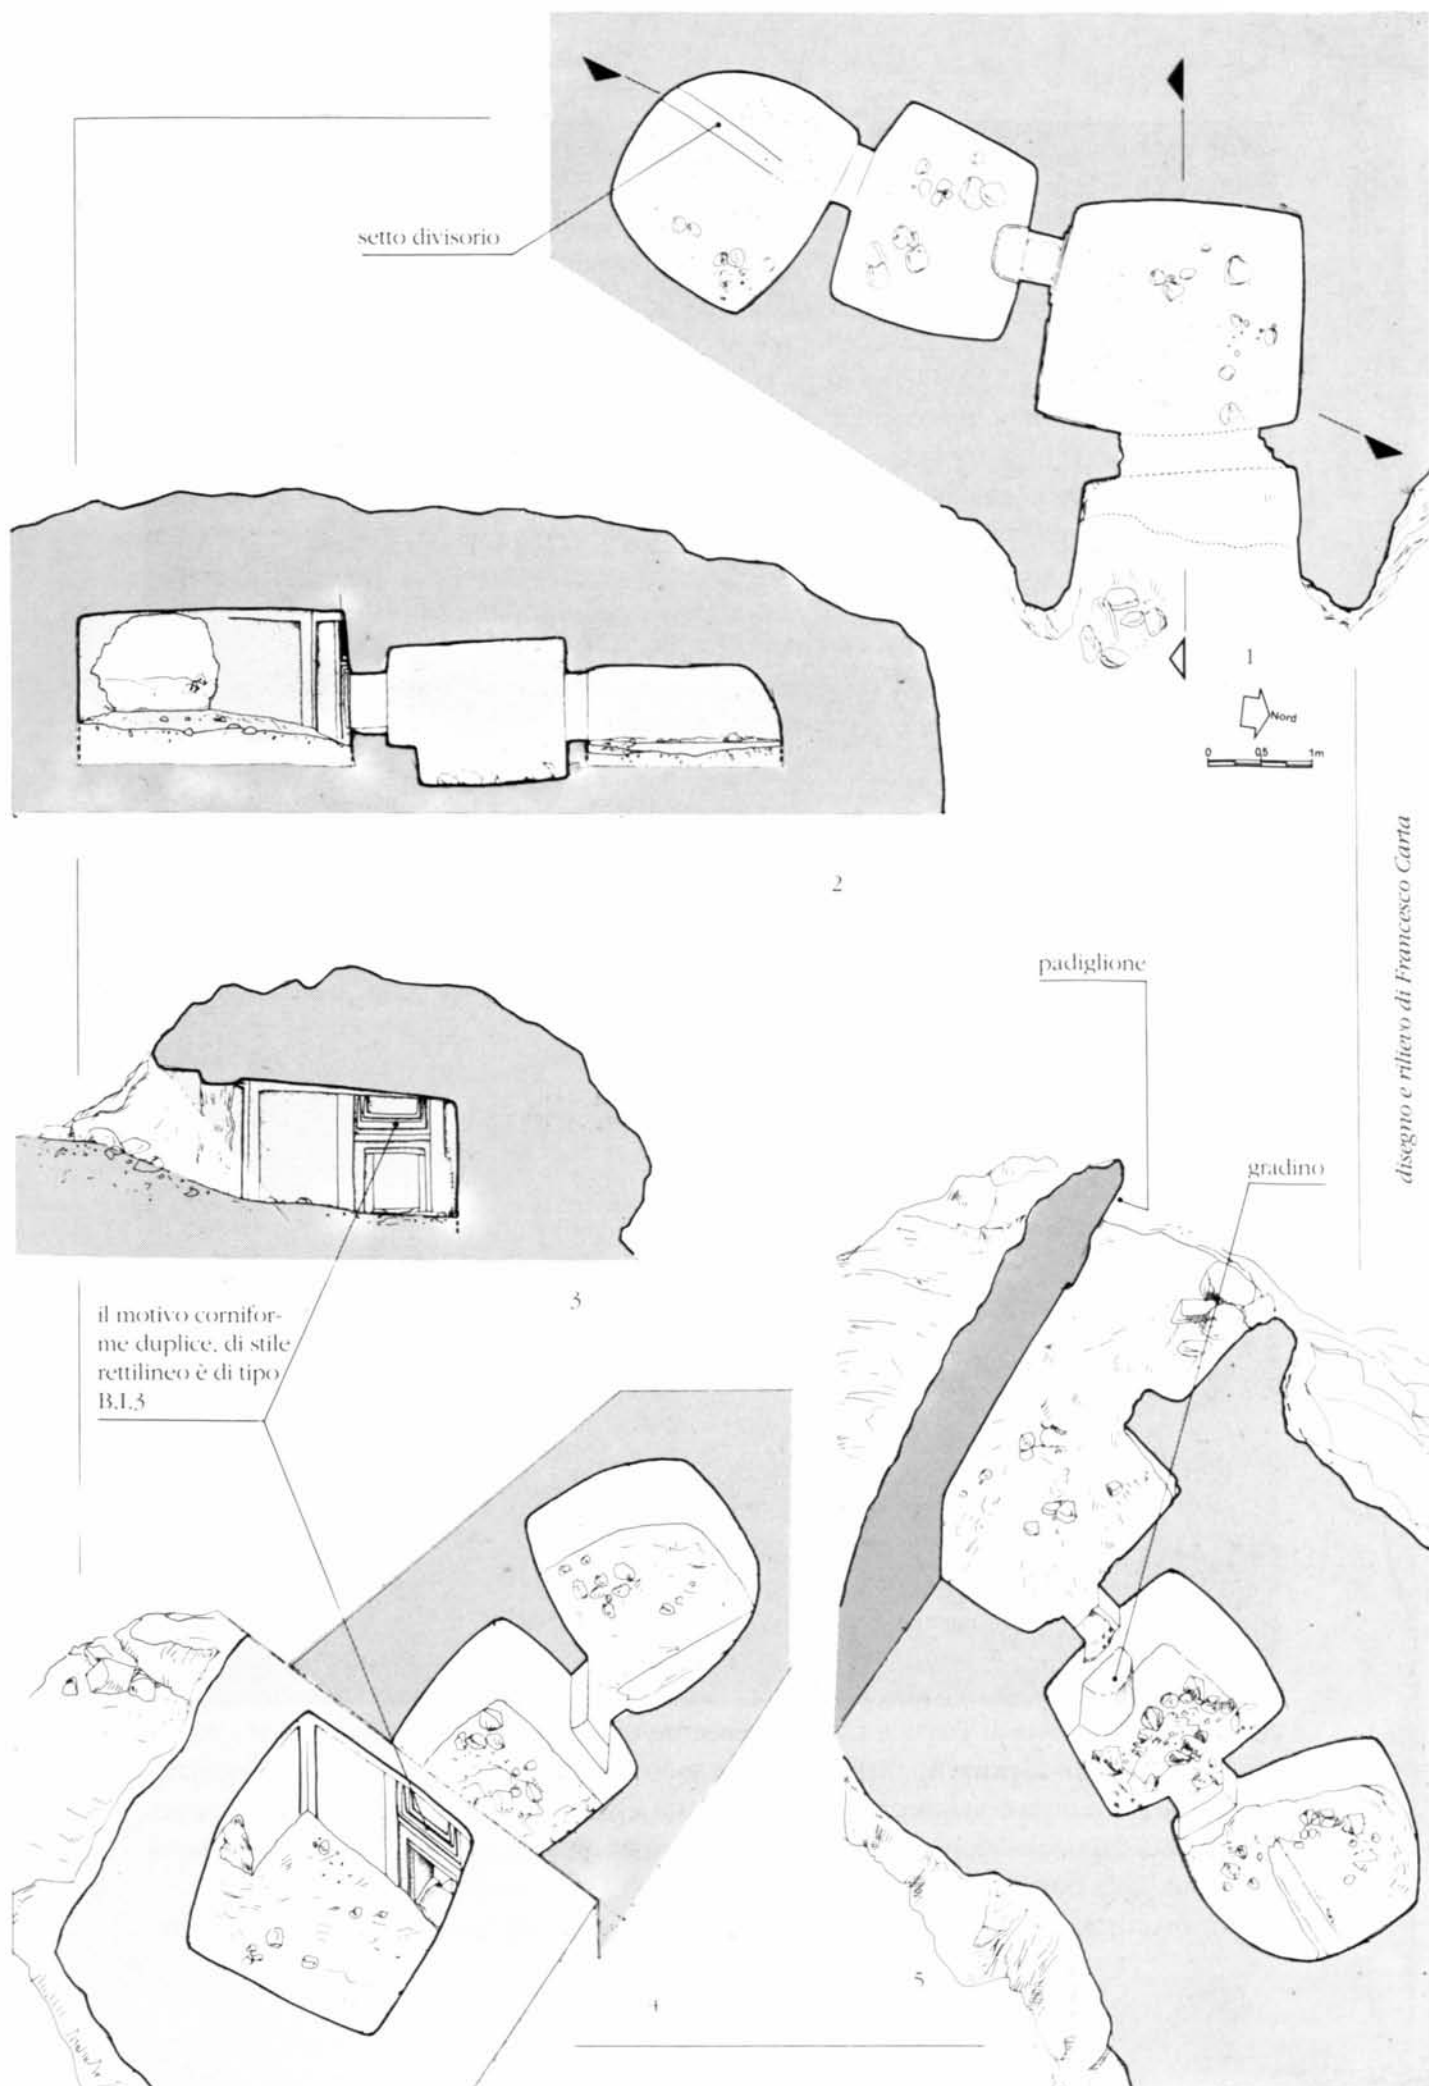 setto divisorio
1
Nord
0 0,5 1m
2
padiglione
disegno e rilievo di Francesco Carta
gradino
3
il motivo cornifor-
me duplice, di stile
rettilineo è di tipo
B.I.3
4
5